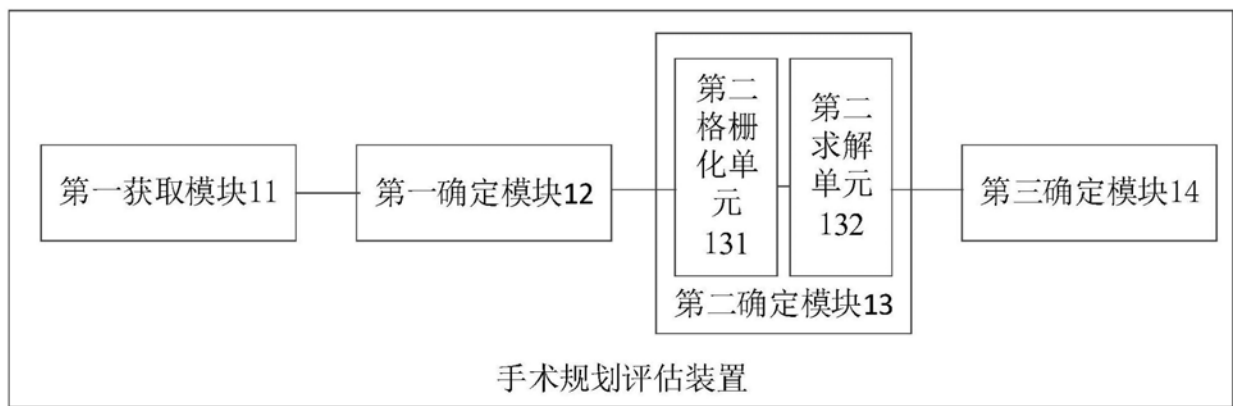 第一获取模块11
第一确定模块12
第二
格栅
化单
元
131
第二
求解
单元
132
第二确定模块13
第三确定模块14
手术规划评估装置